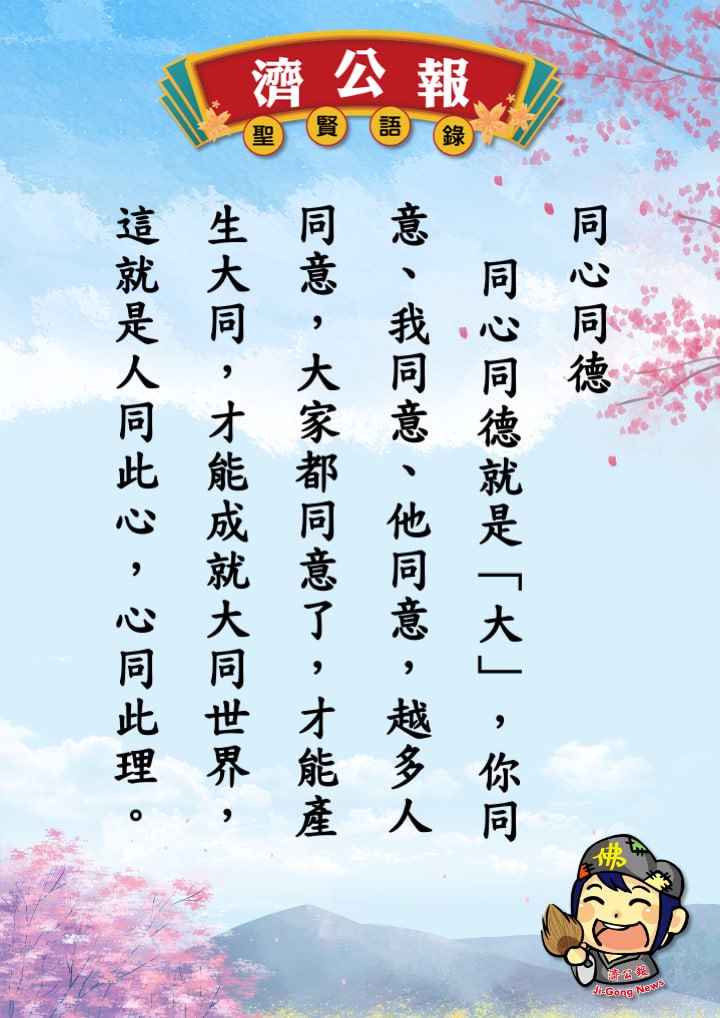 濟公報
聖賢語錄
同心同德
同心同德就是「大」，你同
意、我同意、他同意，越多人
同意，大家都同意了，才能產
生大同，才能成就大同世界，
這就是人同此心，心同此理。
佛
濟公報
Ji-Gong News